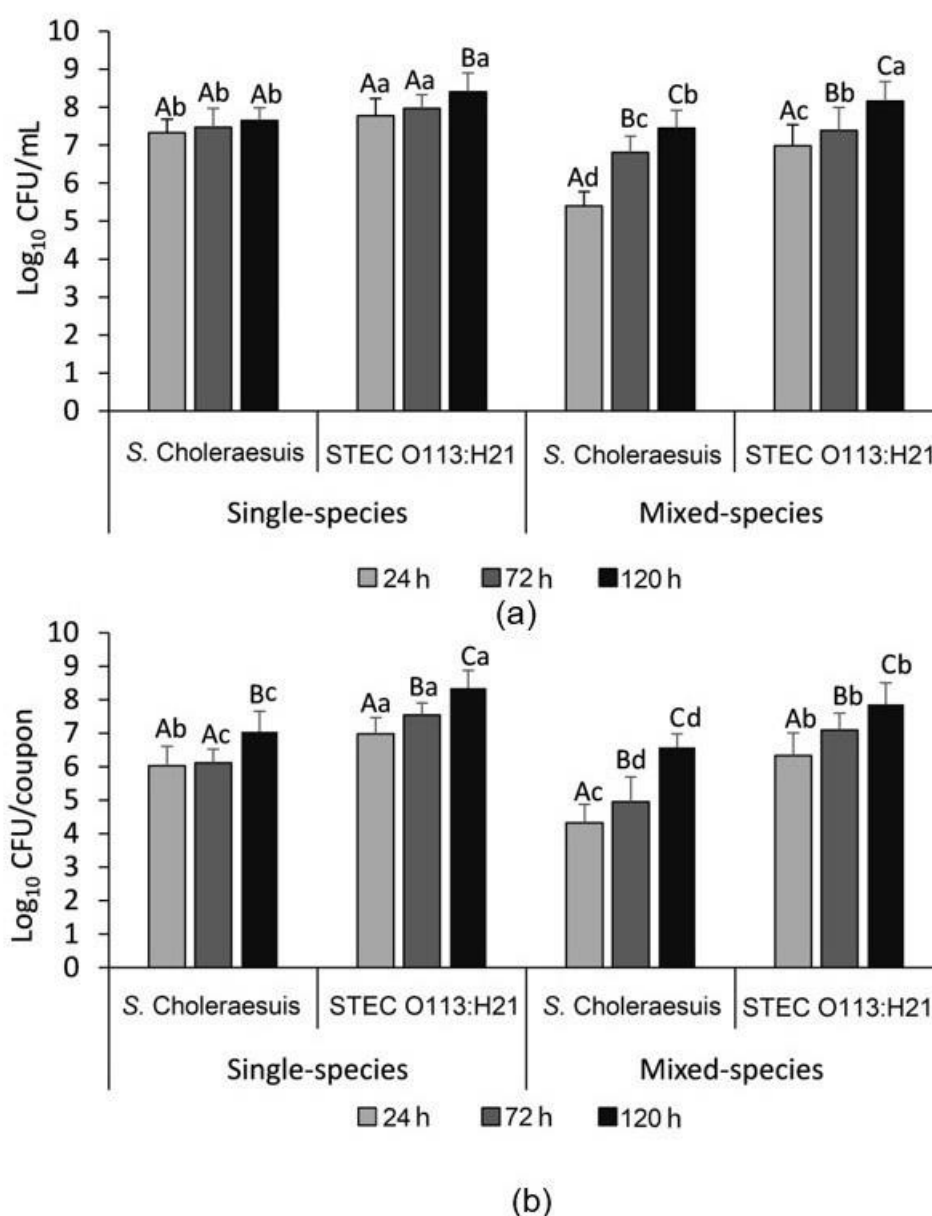 10
9
8
7
6
5
4
3
2
1
0
Log₁₀ CFU/mL
Ab Ab Ab Aa Aa Ba Ad Bc Cb Ac Bb Ca
S. Choleraesuis STEC O113:H21 S. Choleraesuis STEC O113:H21
Single-species Mixed-species
24 h 72 h 120 h
(a)
10
9
8
7
6
5
4
3
2
1
0
Log₁₀ CFU/coupon
Ab Ac Bc Aa Ba Ca Ac Bd Cd Ab Bb Cb
S. Choleraesuis STEC O113:H21 S. Choleraesuis STEC O113:H21
Single-species Mixed-species
24 h 72 h 120 h
(b)